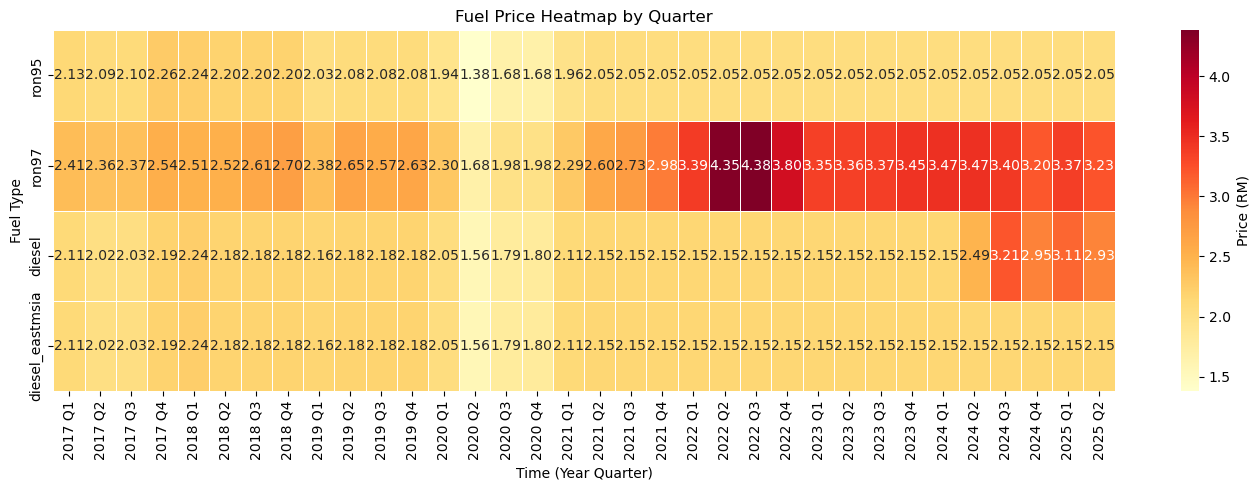 Fuel Price Heatmap by Quarter
ron95 2.13 2.09 2.10 2.26 2.24 2.20 2.20 2.20 2.03 2.08 2.08 2.08 1.94 1.38 1.68 1.68 1.96 2.05 2.05 2.05 2.05 2.05 2.05 2.05 2.05 2.05 2.05 2.05 2.05 2.05 2.05 2.05 2.05 2.05
ron97 2.41 2.36 2.37 2.54 2.51 2.52 2.61 2.70 2.38 2.65 2.57 2.63 2.30 1.68 1.98 1.98 2.29 2.60 2.73 2.98 3.39 4.35 4.38 3.80 3.35 3.36 3.37 3.45 3.47 3.47 3.40 3.20 3.37 3.23
diesel 2.11 2.02 2.03 2.19 2.24 2.18 2.18 2.18 2.16 2.18 2.18 2.18 2.05 1.56 1.79 1.80 2.11 2.15 2.15 2.15 2.15 2.15 2.15 2.15 2.15 2.15 2.15 2.15 2.15 2.49 3.21 2.95 3.11 2.93
diesel_eastmsia 2.11 2.02 2.03 2.19 2.24 2.18 2.18 2.18 2.16 2.18 2.18 2.18 2.05 1.56 1.79 1.80 2.11 2.15 2.15 2.15 2.15 2.15 2.15 2.15 2.15 2.15 2.15 2.15 2.15 2.15 2.15 2.15 2.15 2.15
Fuel Type
2017 Q1 2017 Q2 2017 Q3 2017 Q4 2018 Q1 2018 Q2 2018 Q3 2018 Q4 2019 Q1 2019 Q2 2019 Q3 2019 Q4 2020 Q1 2020 Q2 2020 Q3 2020 Q4 2021 Q1 2021 Q2 2021 Q3 2021 Q4 2022 Q1 2022 Q2 2022 Q3 2022 Q4 2023 Q1 2023 Q2 2023 Q3 2023 Q4 2024 Q1 2024 Q2 2024 Q3 2024 Q4 2025 Q1 2025 Q2
Time (Year Quarter)
4.0
3.5
3.0
2.5
2.0
1.5
Price (RM)